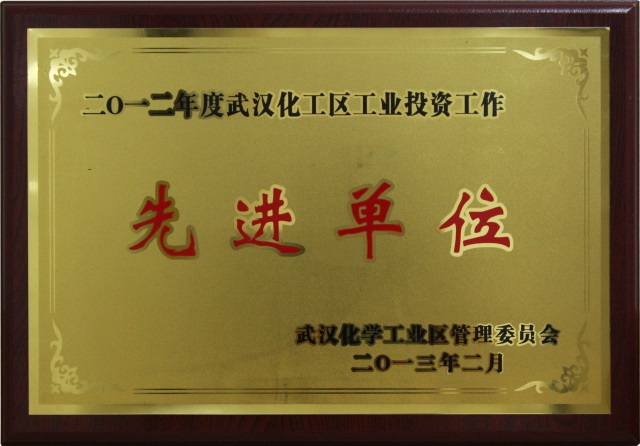 二〇一二年度武汉化工区工业投资工作
先进单位
武汉化学工业区管理委员会
二〇一三年二月